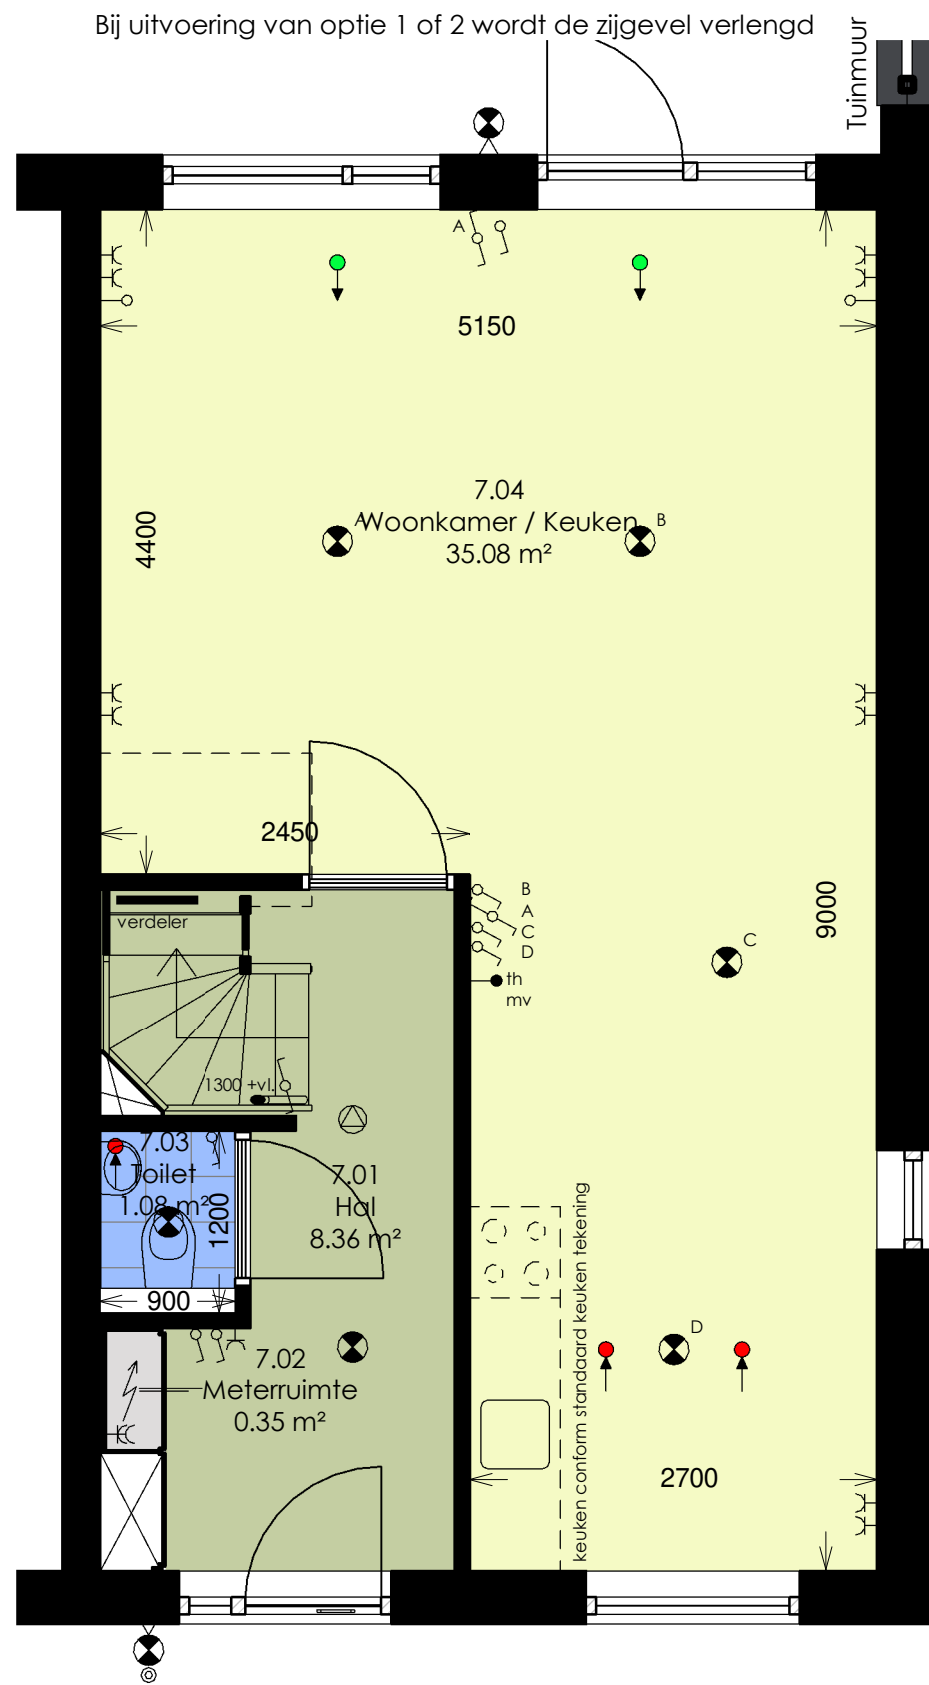 Bij uitvoering van optie 1 of 2 wordt de zijgevel verlengd
Tuinmuur
A
5150
7.04
A
Woonkamer / Keuken
B
35.08 m²
4400
2450
9000
B
A
C
D
th
mv
C
verdeler
1300 +vl.
7.03
Toilet
1.08 m²
1200
900
7.01
Hal
8.36 m²
keuken conform standaard keuken tekening
D
7.02
Meterruimte
0.35 m²
2700